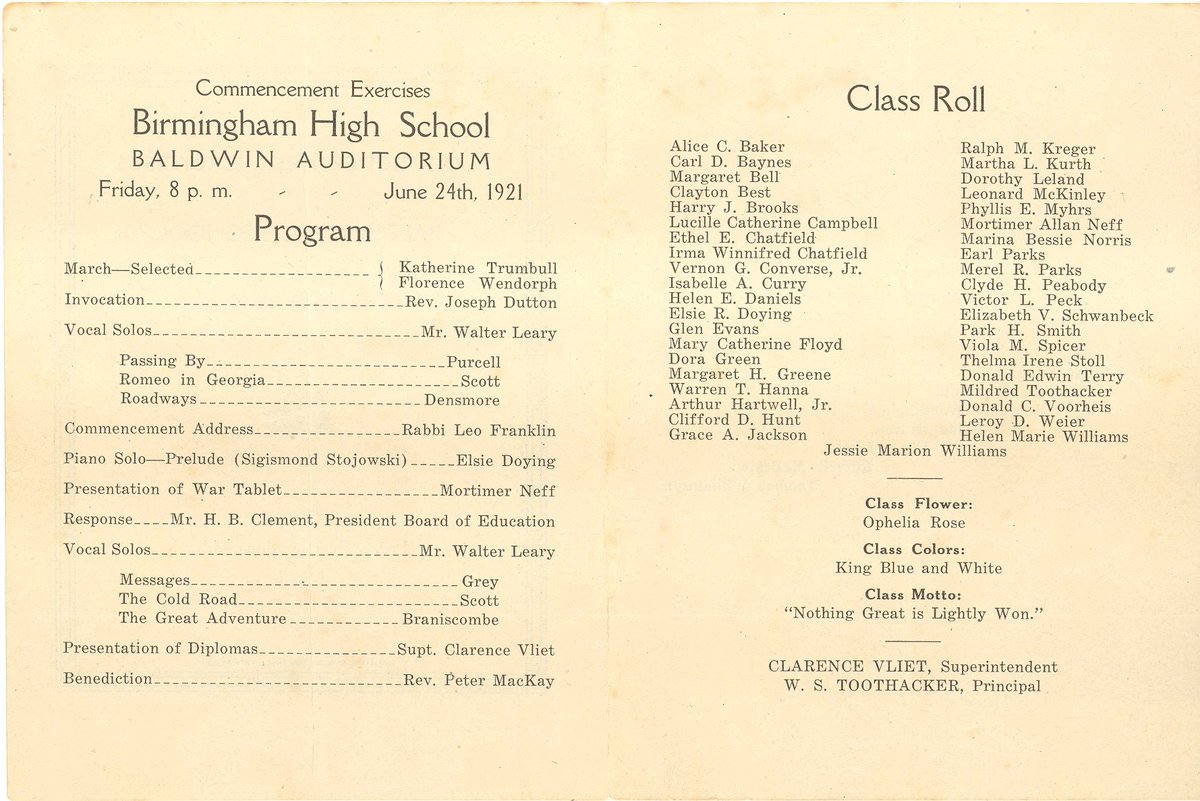 Commencement Exercises
Birmingham High School
BALDWIN AUDITORIUM
Friday, 8 p. m. - - June 24th, 1921
Program
March—Selected Katherine Trumbull
Florence Wendorph
Invocation Rev. Joseph Dutton
Vocal Solos Mr. Walter Leary
Passing By Purcell
Romeo in Georgia Scott
Roadways Densmore
Commencement Address Rabbi Leo Franklin
Piano Solo—Prelude (Sigismond Stojowski) Elsie Doying
Presentation of War Tablet Mortimer Neff
Response Mr. H. B. Clement, President Board of Education
Vocal Solos Mr. Walter Leary
Messages Grey
The Cold Road Scott
The Great Adventure Braniscombe
Presentation of Diplomas Supt. Clarence Vliet
Benediction Rev. Peter MacKay
Class Roll
Alice C. Baker
Carl D. Baynes
Margaret Bell
Clayton Best
Harry J. Brooks
Lucille Catherine Campbell
Ethel E. Chatfield
Irma Winnifred Chatfield
Vernon G. Converse, Jr.
Isabelle A. Curry
Helen E. Daniels
Elsie R. Doying
Glen Evans
Mary Catherine Floyd
Dora Green
Margaret H. Greene
Warren T. Hanna
Arthur Hartwell, Jr.
Clifford D. Hunt
Grace A. Jackson
Ralph M. Kreger
Martha L. Kurth
Dorothy Leland
Leonard McKinley
Phyllis E. Myhrs
Mortimer Allan Neff
Marina Bessie Norris
Earl Parks
Merel R. Parks
Clyde H. Peabody
Victor L. Peck
Elizabeth V. Schwanbeck
Park H. Smith
Viola M. Spicer
Thelma Irene Stoll
Donald Edwin Terry
Mildred Toothacker
Donald C. Voorheis
Leroy D. Weier
Helen Marie Williams
Jessie Marion Williams
Class Flower:
Ophelia Rose
Class Colors:
King Blue and White
Class Motto:
"Nothing Great is Lightly Won."
CLARENCE VLIET, Superintendent
W. S. TOOTHACKER, Principal